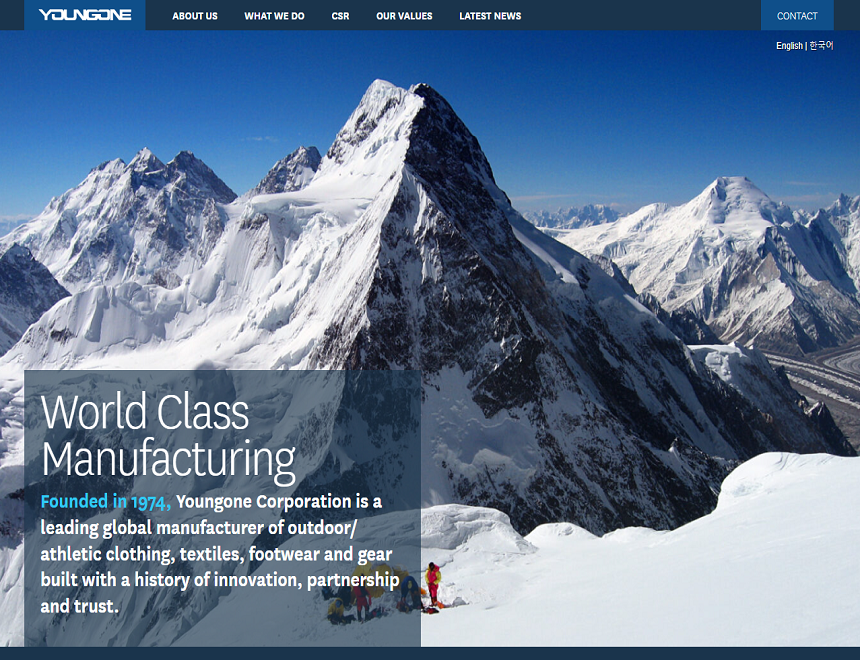 YOUNGONE
ABOUT US
WHAT WE DO
CSR
OUR VALUES
LATEST NEWS
CONTACT
English | 한국어
World Class
Manufacturing
Founded in 1974, Youngone Corporation is a
leading global manufacturer of outdoor/
athletic clothing, textiles, footwear and gear
built with a history of innovation, partnership
and trust.